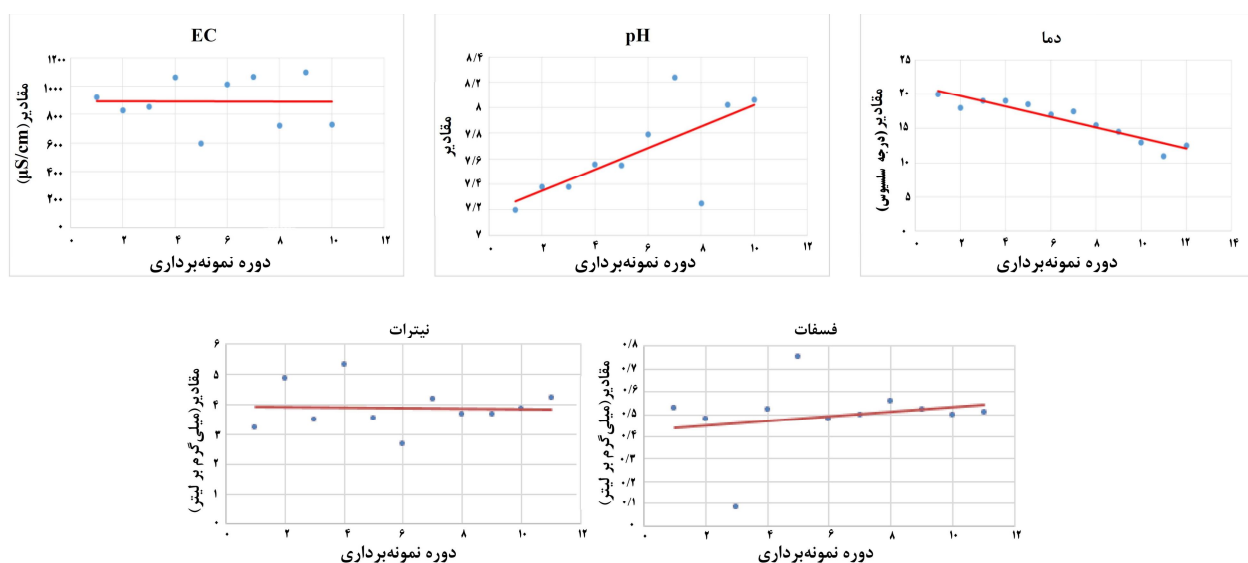 EC
مقادیر(µS/cm)
۱۲۰۰
۱۰۰۰
۸۰۰
۶۰۰
۴۰۰
۲۰۰
۰
۰ ۲ ۴ ۶ ۸ ۱۰ ۱۲
دوره نمونه‌برداری
pH
مقادیر
۸/۴
۸/۲
۸
۷/۸
۷/۶
۷/۴
۷/۲
۷
۰ ۲ ۴ ۶ ۸ ۱۰ ۱۲
دوره نمونه‌برداری
دما
مقادیر(درجه سلسیوس)
۲۵
۲۰
۱۵
۱۰
۵
۰
۰ ۲ ۴ ۶ ۸ ۱۰ ۱۲ ۱۴
دوره نمونه‌برداری
نیترات
مقادیر(میلی گرم بر لیتر)
۶
۵
۴
۳
۲
۱
۰
۰ ۲ ۴ ۶ ۸ ۱۰ ۱۲
دوره نمونه‌برداری
فسفات
مقادیر(میلی گرم بر لیتر)
۰/۸
۰/۷
۰/۶
۰/۵
۰/۴
۰/۳
۰/۲
۰/۱
۰
۰ ۲ ۴ ۶ ۸ ۱۰ ۱۲
دوره نمونه‌برداری